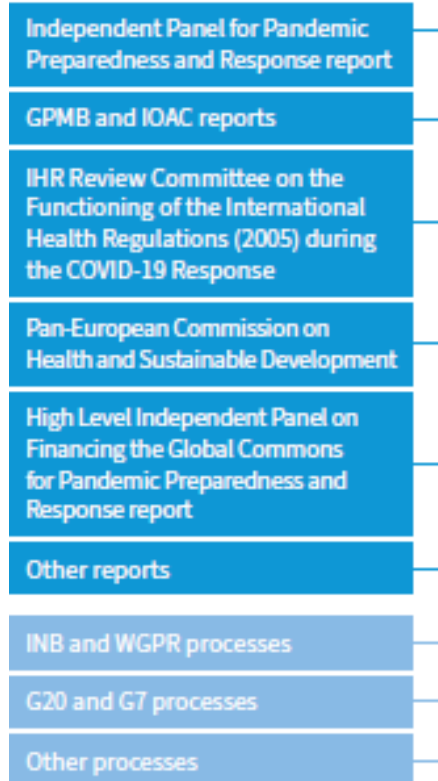 Independent Panel for Pandemic
Preparedness and Response report
GPMB and IOAC reports
IHR Review Committee on the
Functioning of the International
Health Regulations (2005) during
the COVID-19 Response
Pan-European Commission on
Health and Sustainable Development
High Level Independent Panel on
Financing the Global Commons
for Pandemic Preparedness and
Response report
Other reports
INB and WGPR processes
G20 and G7 processes
Other processes